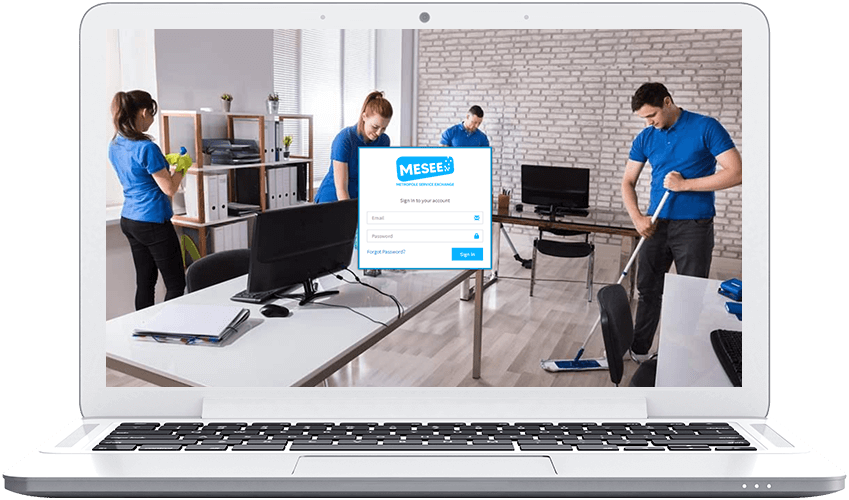 MESEE
METROPOLE SERVICE EXCHANGE
Sign in to your account
Email
Password
Forgot Password?
Sign In